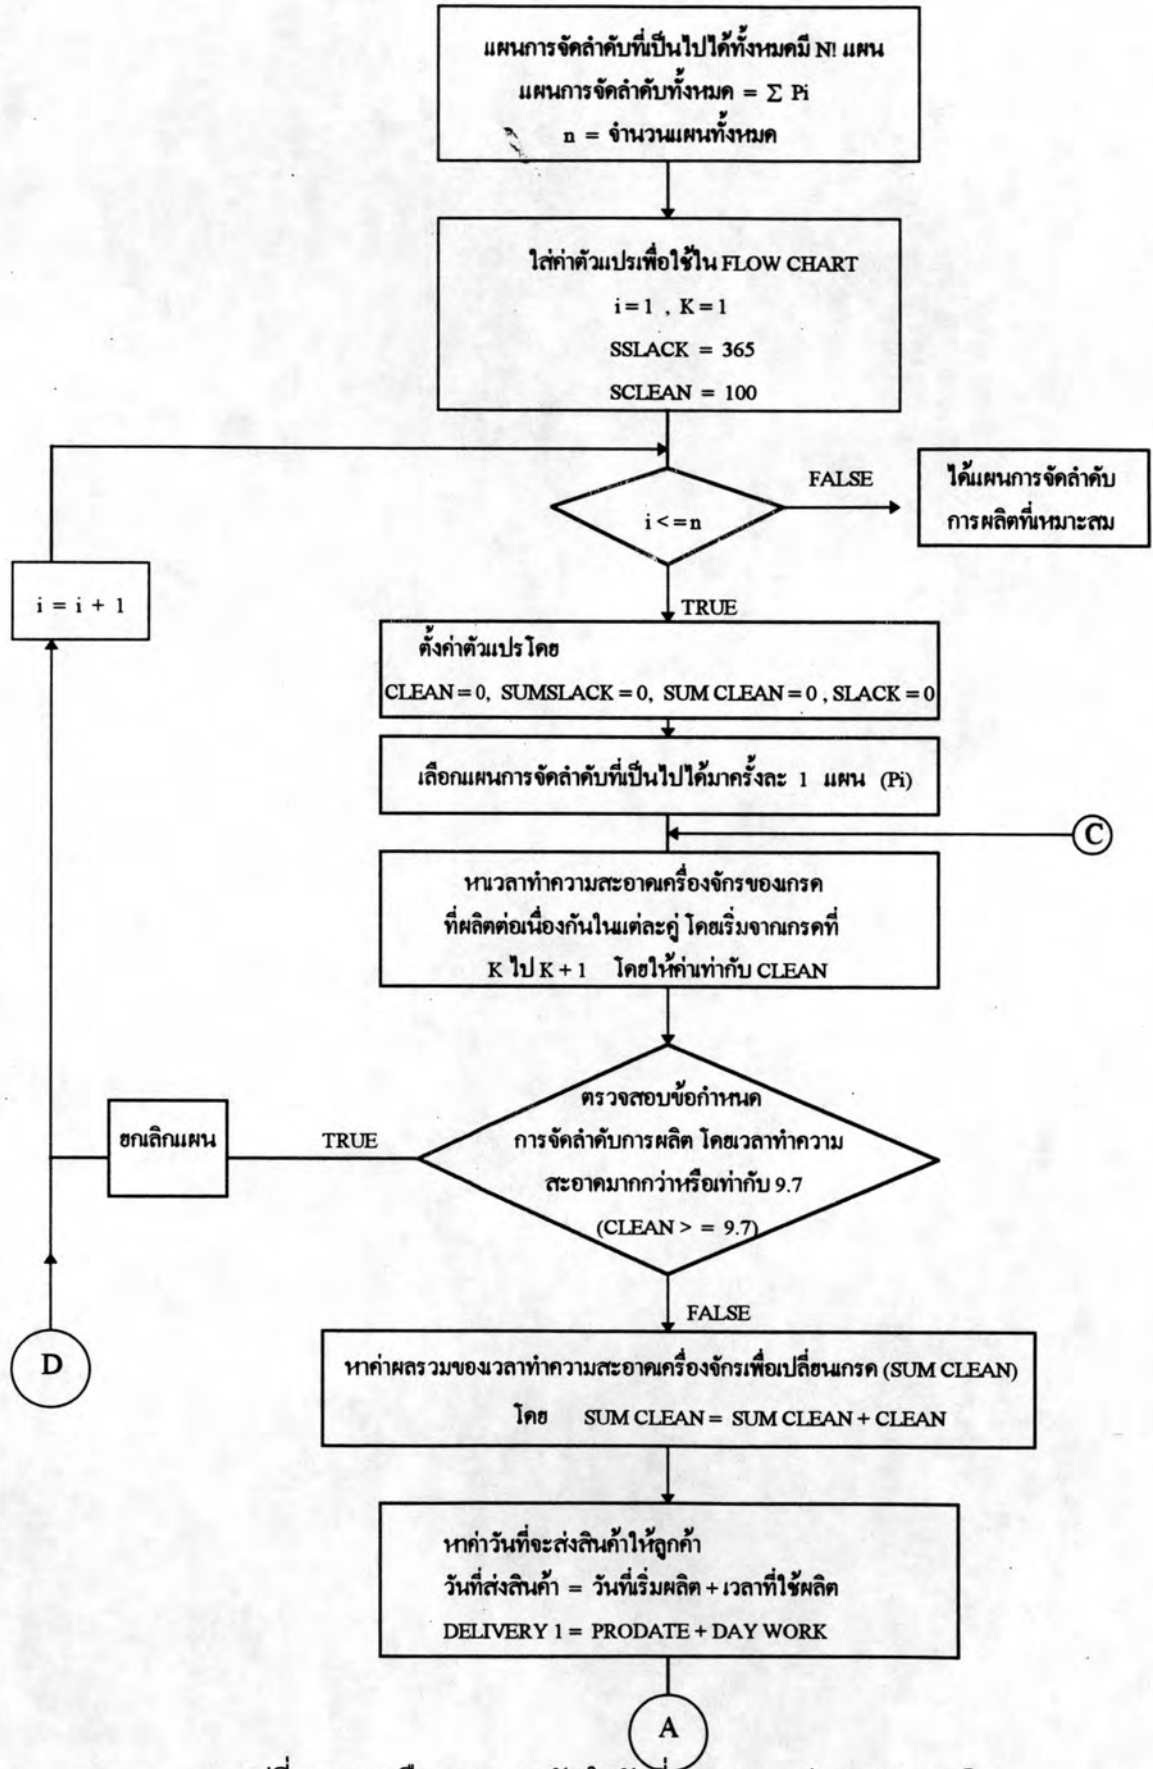 แผนการจัดลำดับที่เป็นไปได้ทั้งหมดมี N! แผน
แผนการจัดลำดับทั้งหมด = Σ Pi
n = จำนวนแผนทั้งหมด
ใส่ค่าตัวแปรเพื่อใช้ใน FLOW CHART
i = 1 , K = 1
SSLACK = 365
SCLEAN = 100
i <= n
FALSE
ได้แผนการจัดลำดับ
การผลิตที่เหมาะสม
i = i + 1
TRUE
ตั้งค่าตัวแปรโดย
CLEAN = 0, SUMSLACK = 0, SUM CLEAN = 0 , SLACK = 0
เลือกแผนการจัดลำดับที่เป็นไปได้มาครั้งละ 1 แผน (Pi)
C
หาเวลาทำความสะอาดเครื่องจักรของเกรด
ที่ผลิตต่อเนื่องกันในแต่ละคู่ โดยเริ่มจากเกรดที่
K ไป K + 1 โดยให้ค่าเท่ากับ CLEAN
ตรวจสอบข้อกำหนด
การจัดลำดับการผลิต โดยเวลาทำความ
สะอาดมากกว่าหรือเท่ากับ 9.7
(CLEAN > = 9.7)
TRUE
ยกเลิกแผน
FALSE
D
หาค่าผลรวมของเวลาทำความสะอาดเครื่องจักรเพื่อเปลี่ยนเกรด (SUM CLEAN)
โดย SUM CLEAN = SUM CLEAN + CLEAN
หาค่าวันที่จะส่งสินค้าให้ลูกค้า
วันที่ส่งสินค้า = วันที่เริ่มผลิต + เวลาที่ใช้ผลิต
DELIVERY 1 = PRODATE + DAY WORK
A